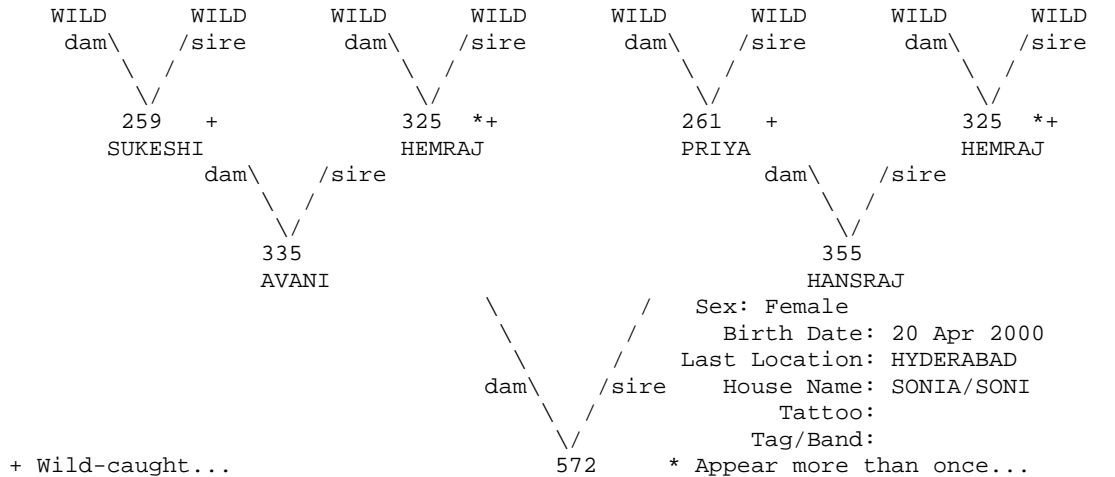 WILD WILD WILD WILD WILD WILD WILD WILD
dam\ /sire dam\ /sire dam\ /sire dam\ /sire
\ / \ / \ / \ /
\/ \/ \/ \/
259 + 325 *+ 261 + 325 *+
SUKESHI HEMRAJ PRIYA HEMRAJ
dam\ /sire dam\ /sire
\ / \ /
\/ \/
335 355
AVANI HANSRAJ
\ / Sex: Female
\ / Birth Date: 20 Apr 2000
\ / Last Location: HYDERABAD
dam\ /sire House Name: SONIA/SONI
\ / Tattoo:
\/ Tag/Band:
+ Wild-caught... 572 * Appear more than once...